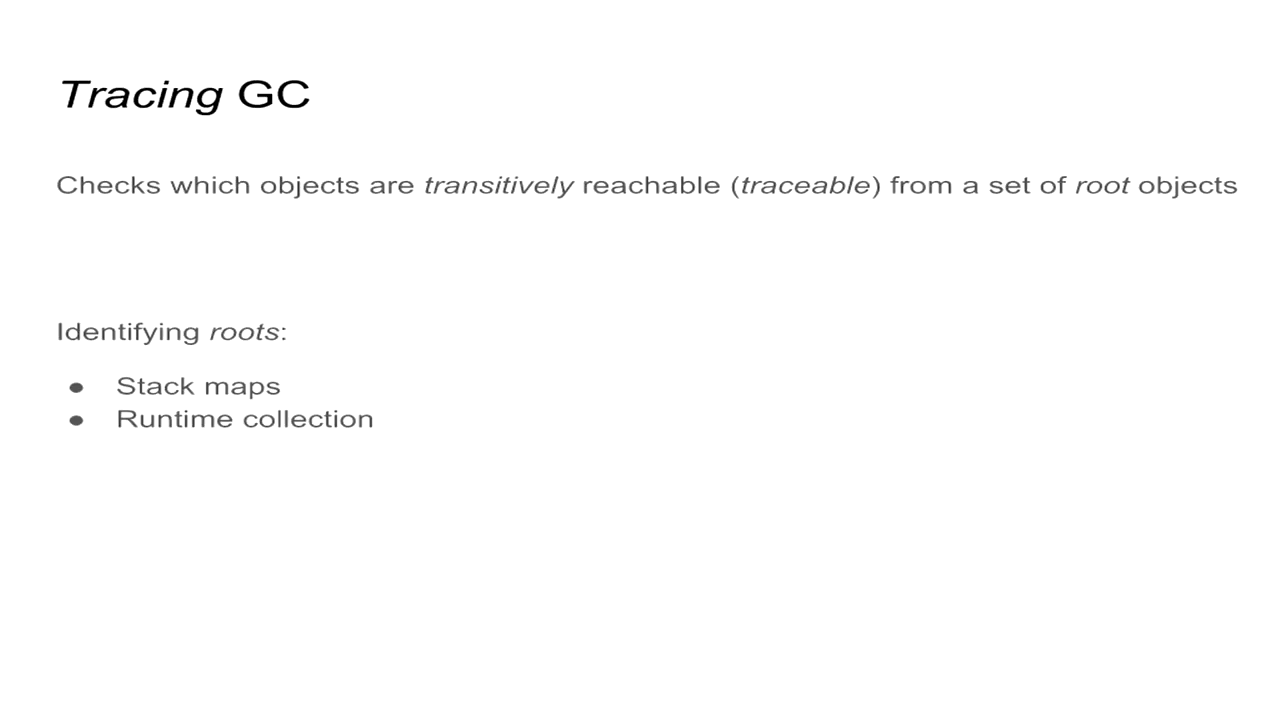 Tracing GC
Checks which objects are transitively reachable (traceable) from a set of root objects
Identifying roots:
● Stack maps
● Runtime collection